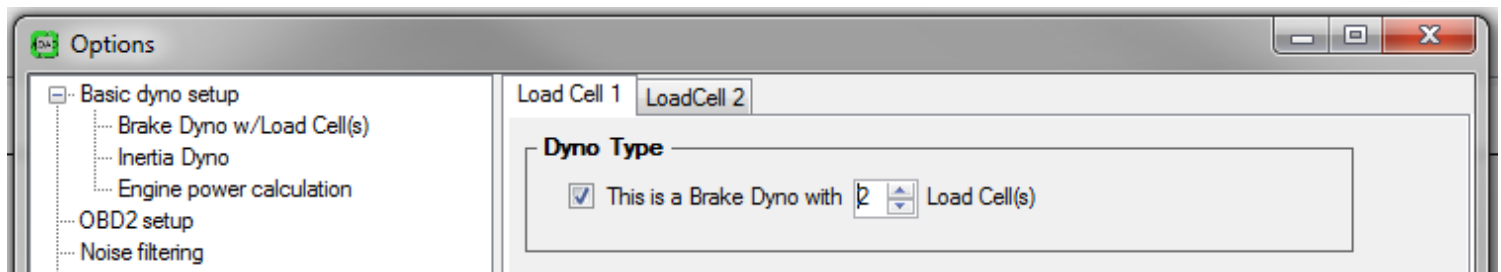 Options
Basic dyno setup
Brake Dyno w/Load Cell(s)
Inertia Dyno
Engine power calculation
OBD2 setup
Noise filtering
Load Cell 1 LoadCell 2
Dyno Type
This is a Brake Dyno with 2 Load Cell(s)